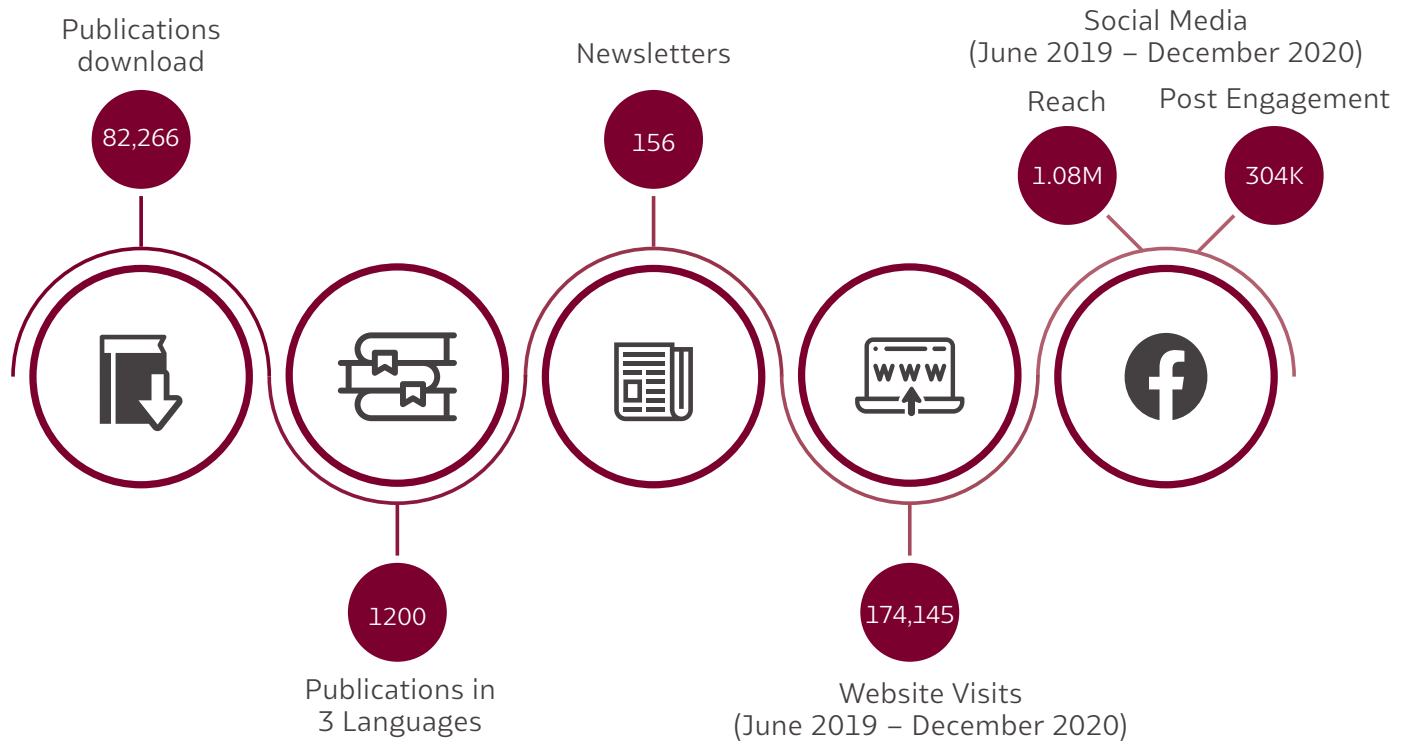 Publications
download
82,266
1200
Publications in
3 Languages
Newsletters
156
WWW
174,145
Website Visits
(June 2019 – December 2020)
Social Media
(June 2019 – December 2020)
Reach
1.08M
Post Engagement
304K